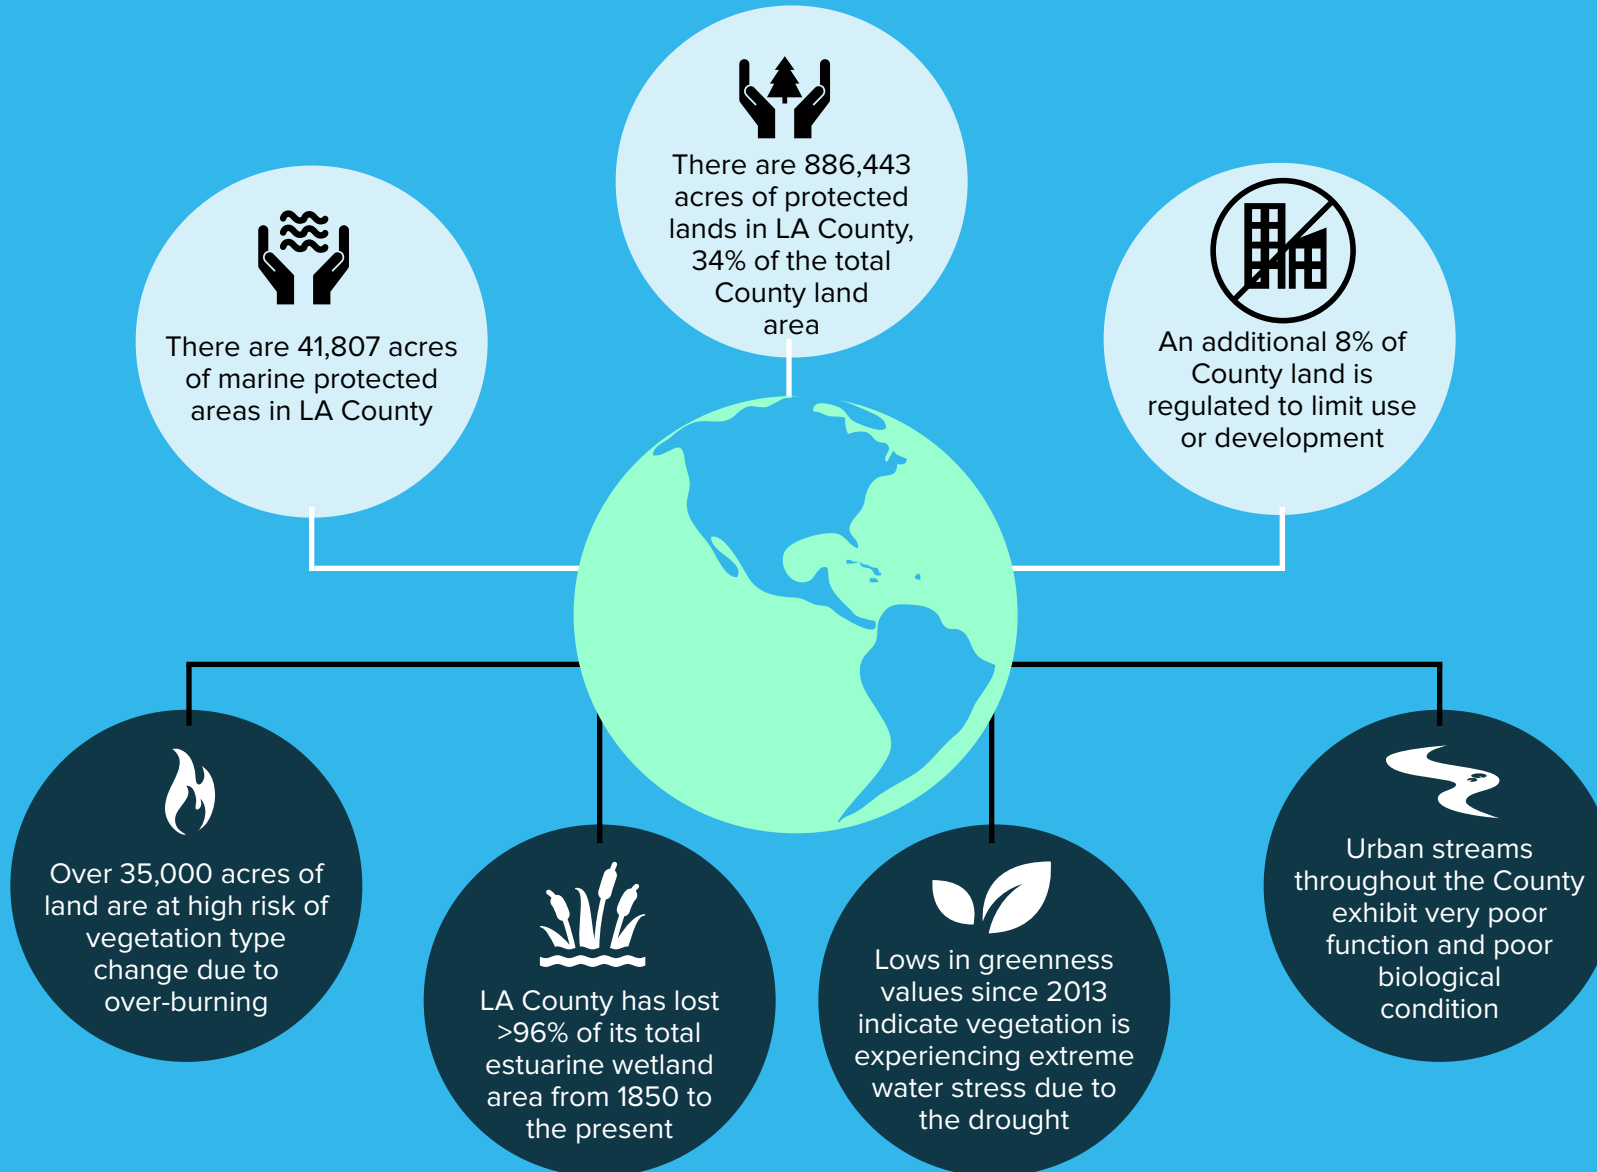 There are 886,443
acres of protected
lands in LA County,
34% of the total
County land
area
There are 41,807 acres
of marine protected
areas in LA County
An additional 8% of
County land is
regulated to limit use
or development
Over 35,000 acres of
land are at high risk of
vegetation type
change due to
over-burning
LA County has lost
>96% of its total
estuarine wetland
area from 1850 to
the present
Lows in greenness
values since 2013
indicate vegetation is
experiencing extreme
water stress due to
the drought
Urban streams
throughout the County
exhibit very poor
function and poor
biological
condition